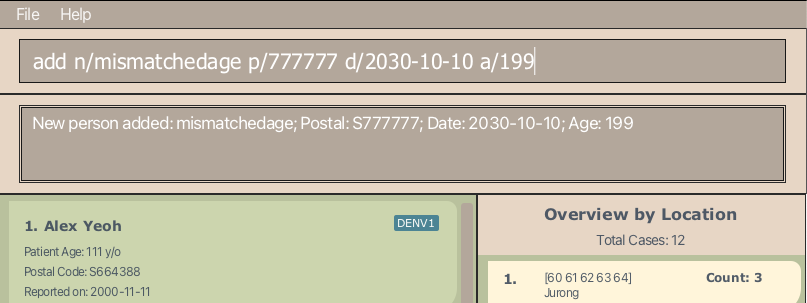 File Help
add n/mismatchedage p/777777 d/2030-10-10 a/199
New person added: mismatchedage; Postal: S777777; Date: 2030-10-10; Age: 199
1. Alex Yeoh
DENV1
Patient Age: 111 y/o
Postal Code: S664388
Reported on: 2000-11-11
Overview by Location
Total Cases: 12
1. [60 61 62 63 64] Count: 3
Jurong